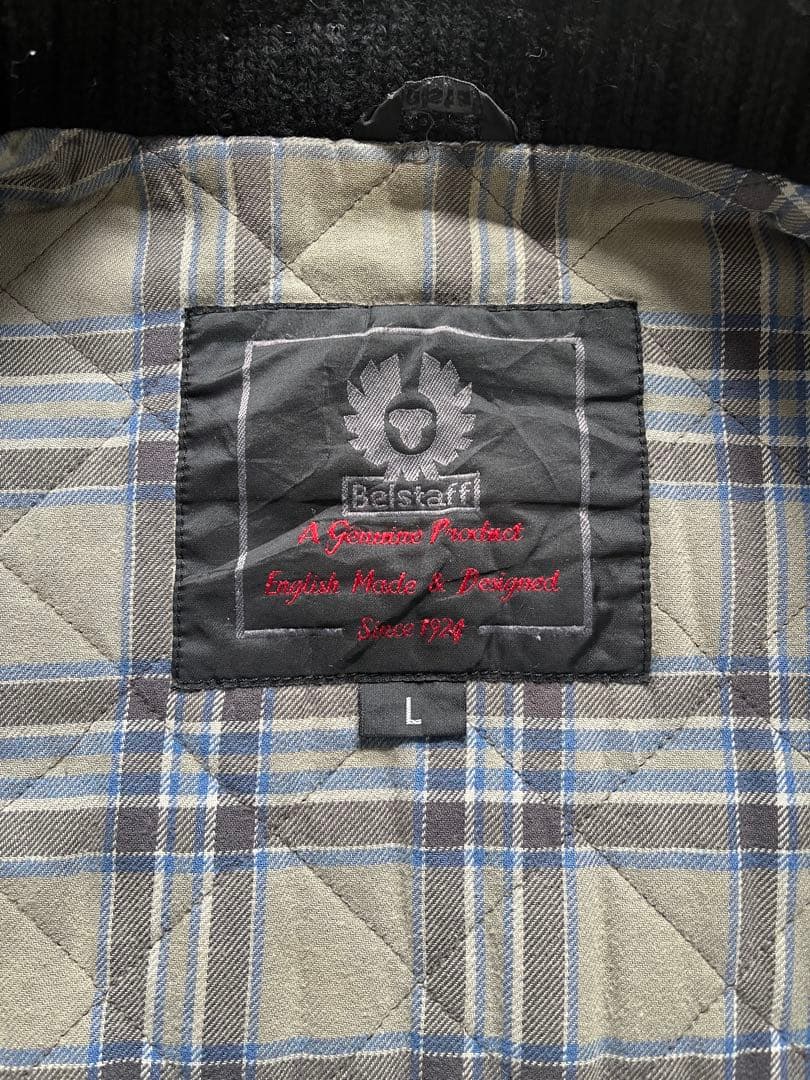 Belstaff
A Genuine Product
English Made & Designed
Since 1924
L